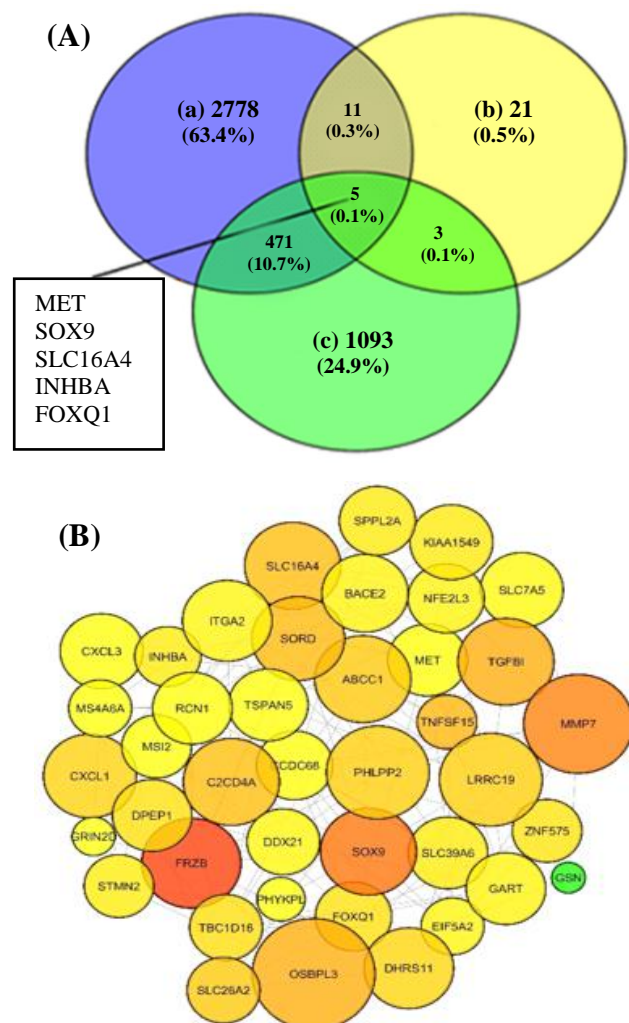 (A)
(a) 2778
(63.4%)
11
(0.3%)
(b) 21
(0.5%)
5
(0.1%)
471
(10.7%)
3
(0.1%)
(c) 1093
(24.9%)
MET
SOX9
SLC16A4
INHBA
FOXQ1
(B)
SPPL2A
KIAA1549
SLC16A4
BACE2
NFE2L3
SLC7A5
ITGA2
SORD
CXCL3
INHBA
MET
TGFBI
ABCC1
MS4A6A
RCN1
TSPAN5
TNFSF15
MMP7
MSI2
CXCL1
C2CD4A
CCDC68
PHLPP2
LRRC19
DPEP1
GRIN2D
DDX21
ZNF575
FRZB
SOX9
SLC39A6
GSN
STMN2
PHYKPL
GART
TBC1D16
FOXQ1
EIF5A2
OSBPL3
DHRS11
SLC26A2